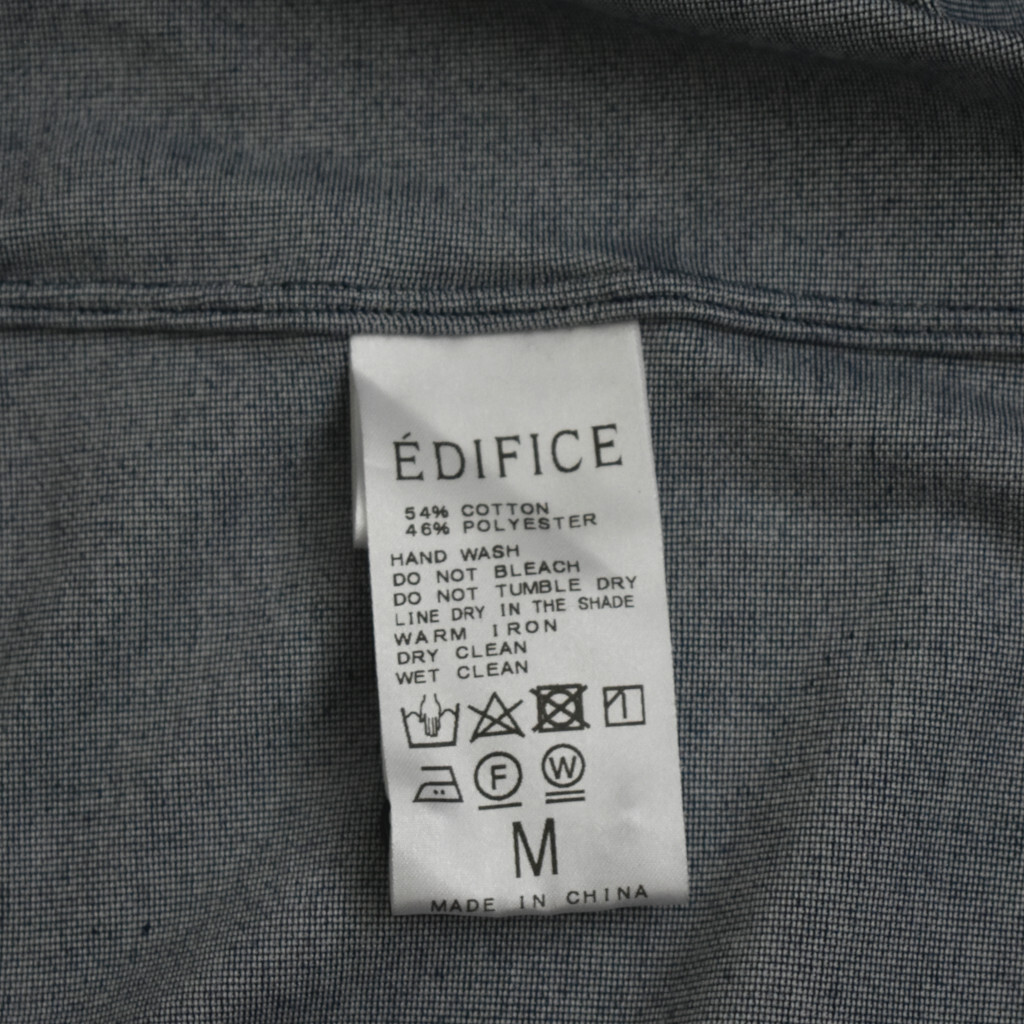 ÉDIFICE
54% COTTON
46% POLYESTER
HAND WASH
DO NOT BLEACH
DO NOT TUMBLE DRY
LINE DRY IN THE SHADE
WARM IRON
DRY CLEAN
WET CLEAN
F W
M
MADE IN CHINA